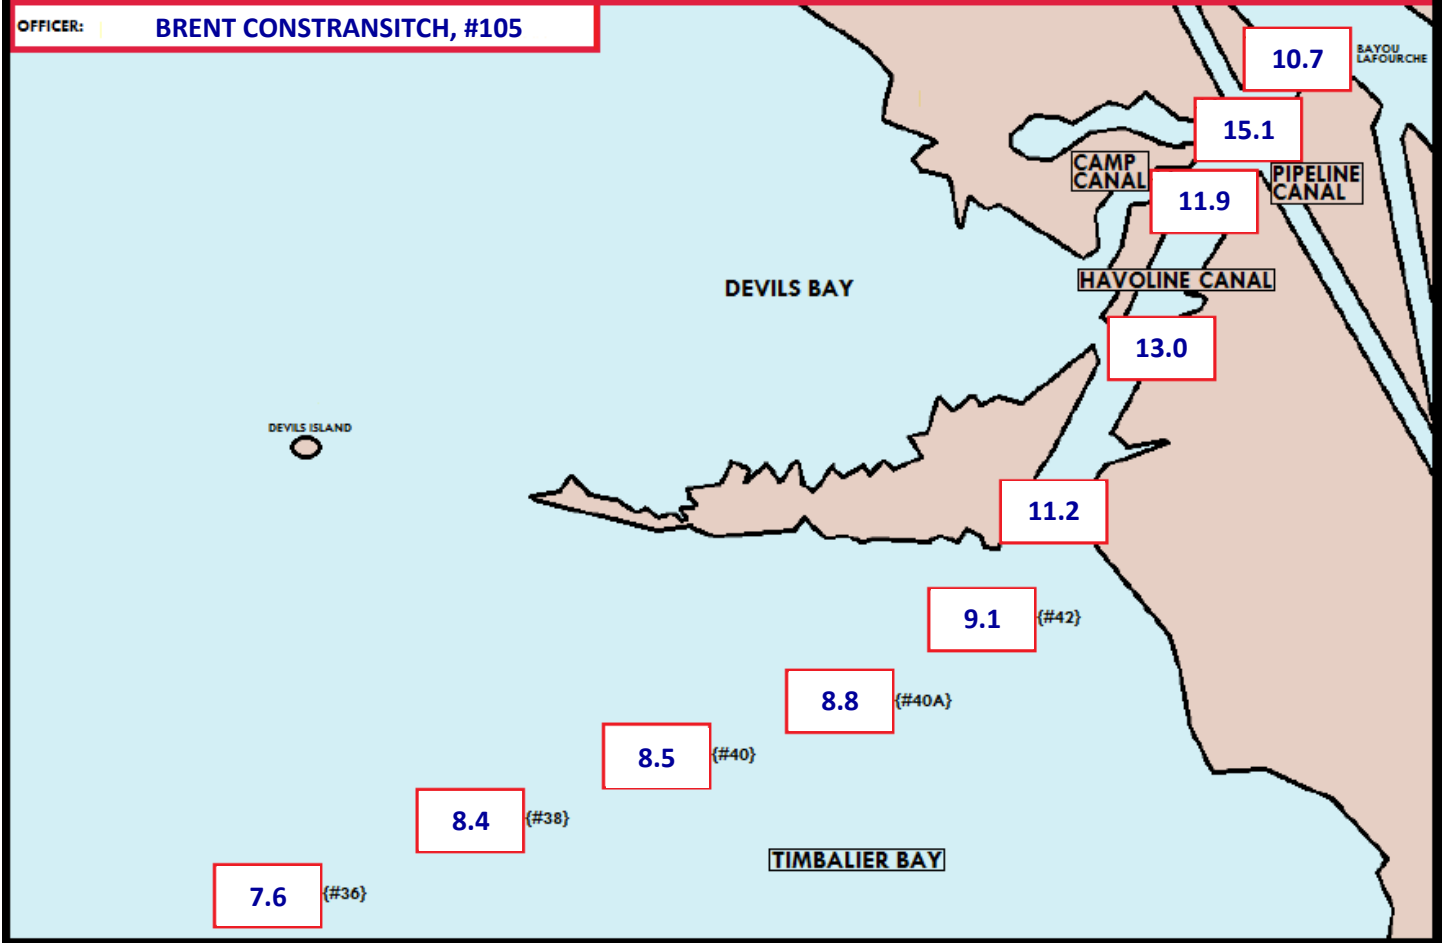 OFFICER: BRENT CONSTRANSITCH, #105
10.7
BAYOU
LAFOURCHE
15.1
CAMP
CANAL
PIPELINE
CANAL
11.9
HAVOLINE CANAL
DEVILS BAY
13.0
DEVILS ISLAND
11.2
9.1 {#42}
8.8 {#40A}
8.5 {#40}
8.4 {#38}
TIMBALIER BAY
7.6 {#36}